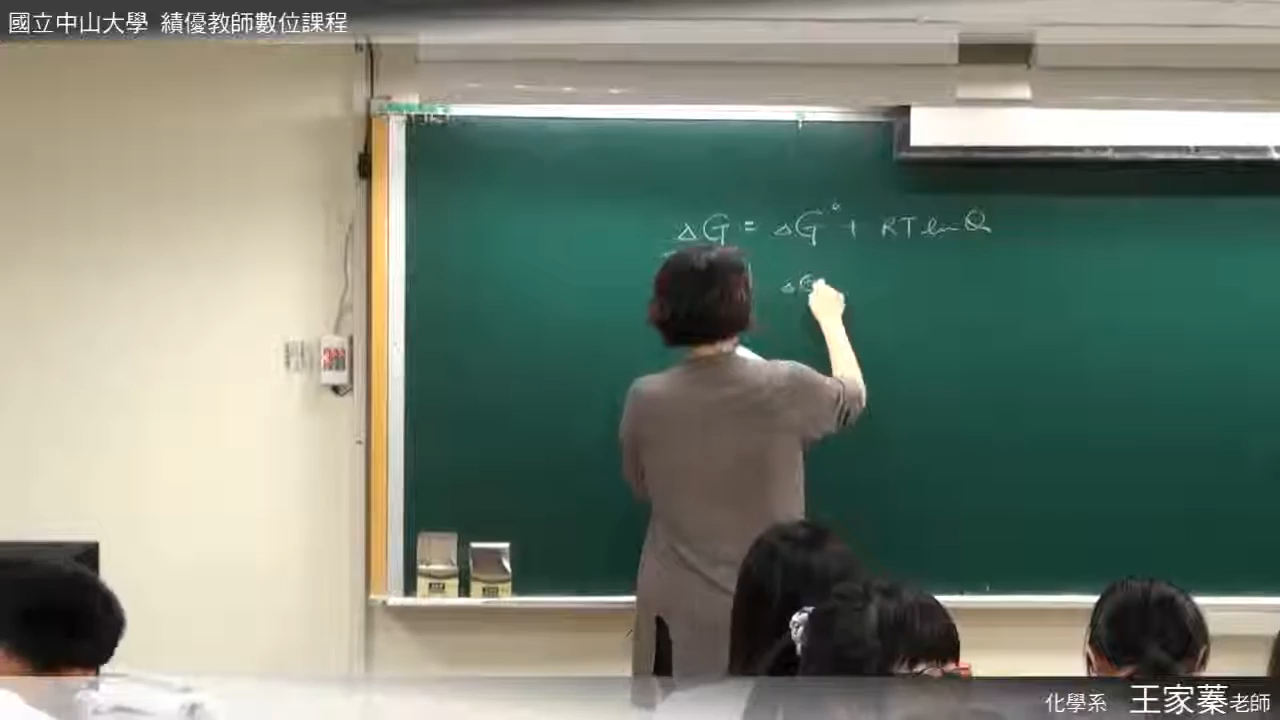 國立中山大學 績優教師數位課程
ΔG = ΔG° + RT ln Q
ΔG
化學系 王家蓁老師